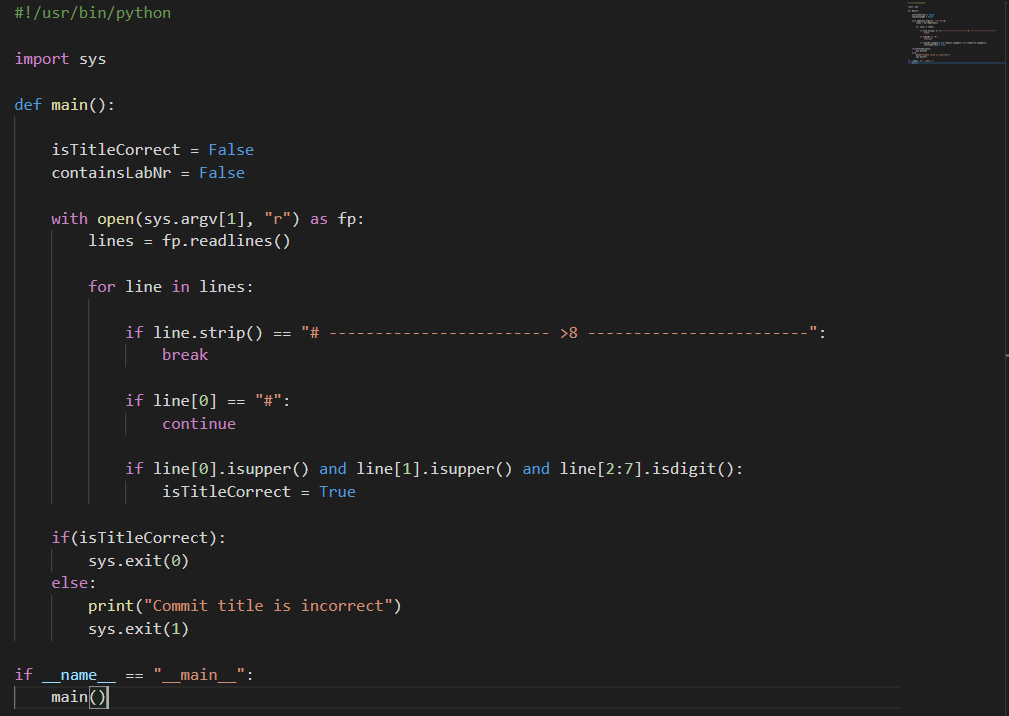 #!/usr/bin/python
import sys
def main():
isTitleCorrect = False
containsLabNr = False
with open(sys.argv[1], "r") as fp:
lines = fp.readlines()
for line in lines:
if line.strip() == "# ------------------------ >8 ------------------------":
break
if line[0] == "#":
continue
if line[0].isupper() and line[1].isupper() and line[2:7].isdigit():
isTitleCorrect = True
if(isTitleCorrect):
sys.exit(0)
else:
print("Commit title is incorrect")
sys.exit(1)
if __name__ == "__main__":
main()